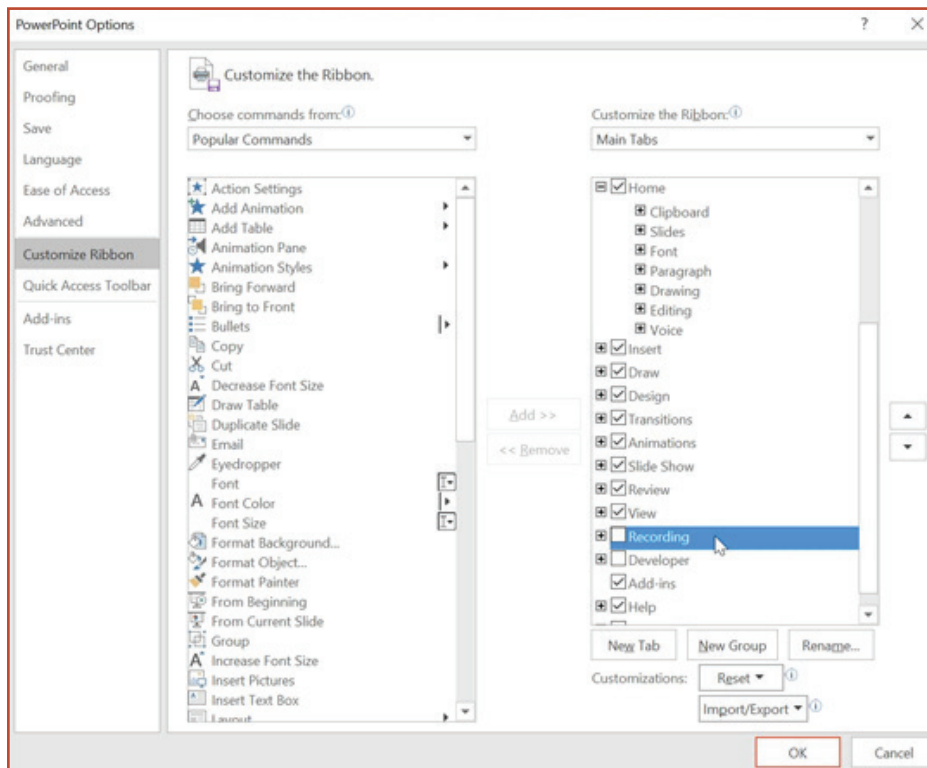 PowerPoint Options
?
General
Proofing
Save
Language
Ease of Access
Advanced
Customize Ribbon
Quick Access Toolbar
Add-ins
Trust Center
Customize the Ribbon.
Choose commands from:
Popular Commands
Action Settings
Add Animation
Add Table
Animation Pane
Animation Styles
Bring Forward
Bring to Front
Bullets
Copy
Cut
Decrease Font Size
Draw Table
Duplicate Slide
Email
Eyedropper
Font
Font Color
Font Size
Format Background...
Format Object...
Format Painter
From Beginning
From Current Slide
Group
Increase Font Size
Insert Pictures
Insert Text Box
Layout
Add >>
<< Remove
Customize the Ribbon:
Main Tabs
Home
Clipboard
Slides
Font
Paragraph
Drawing
Editing
Voice
Insert
Draw
Design
Transitions
Animations
Slide Show
Review
View
Recording
Developer
Add-ins
Help
New Tab
New Group
Rename...
Customizations:
Reset
Import/Export
OK
Cancel